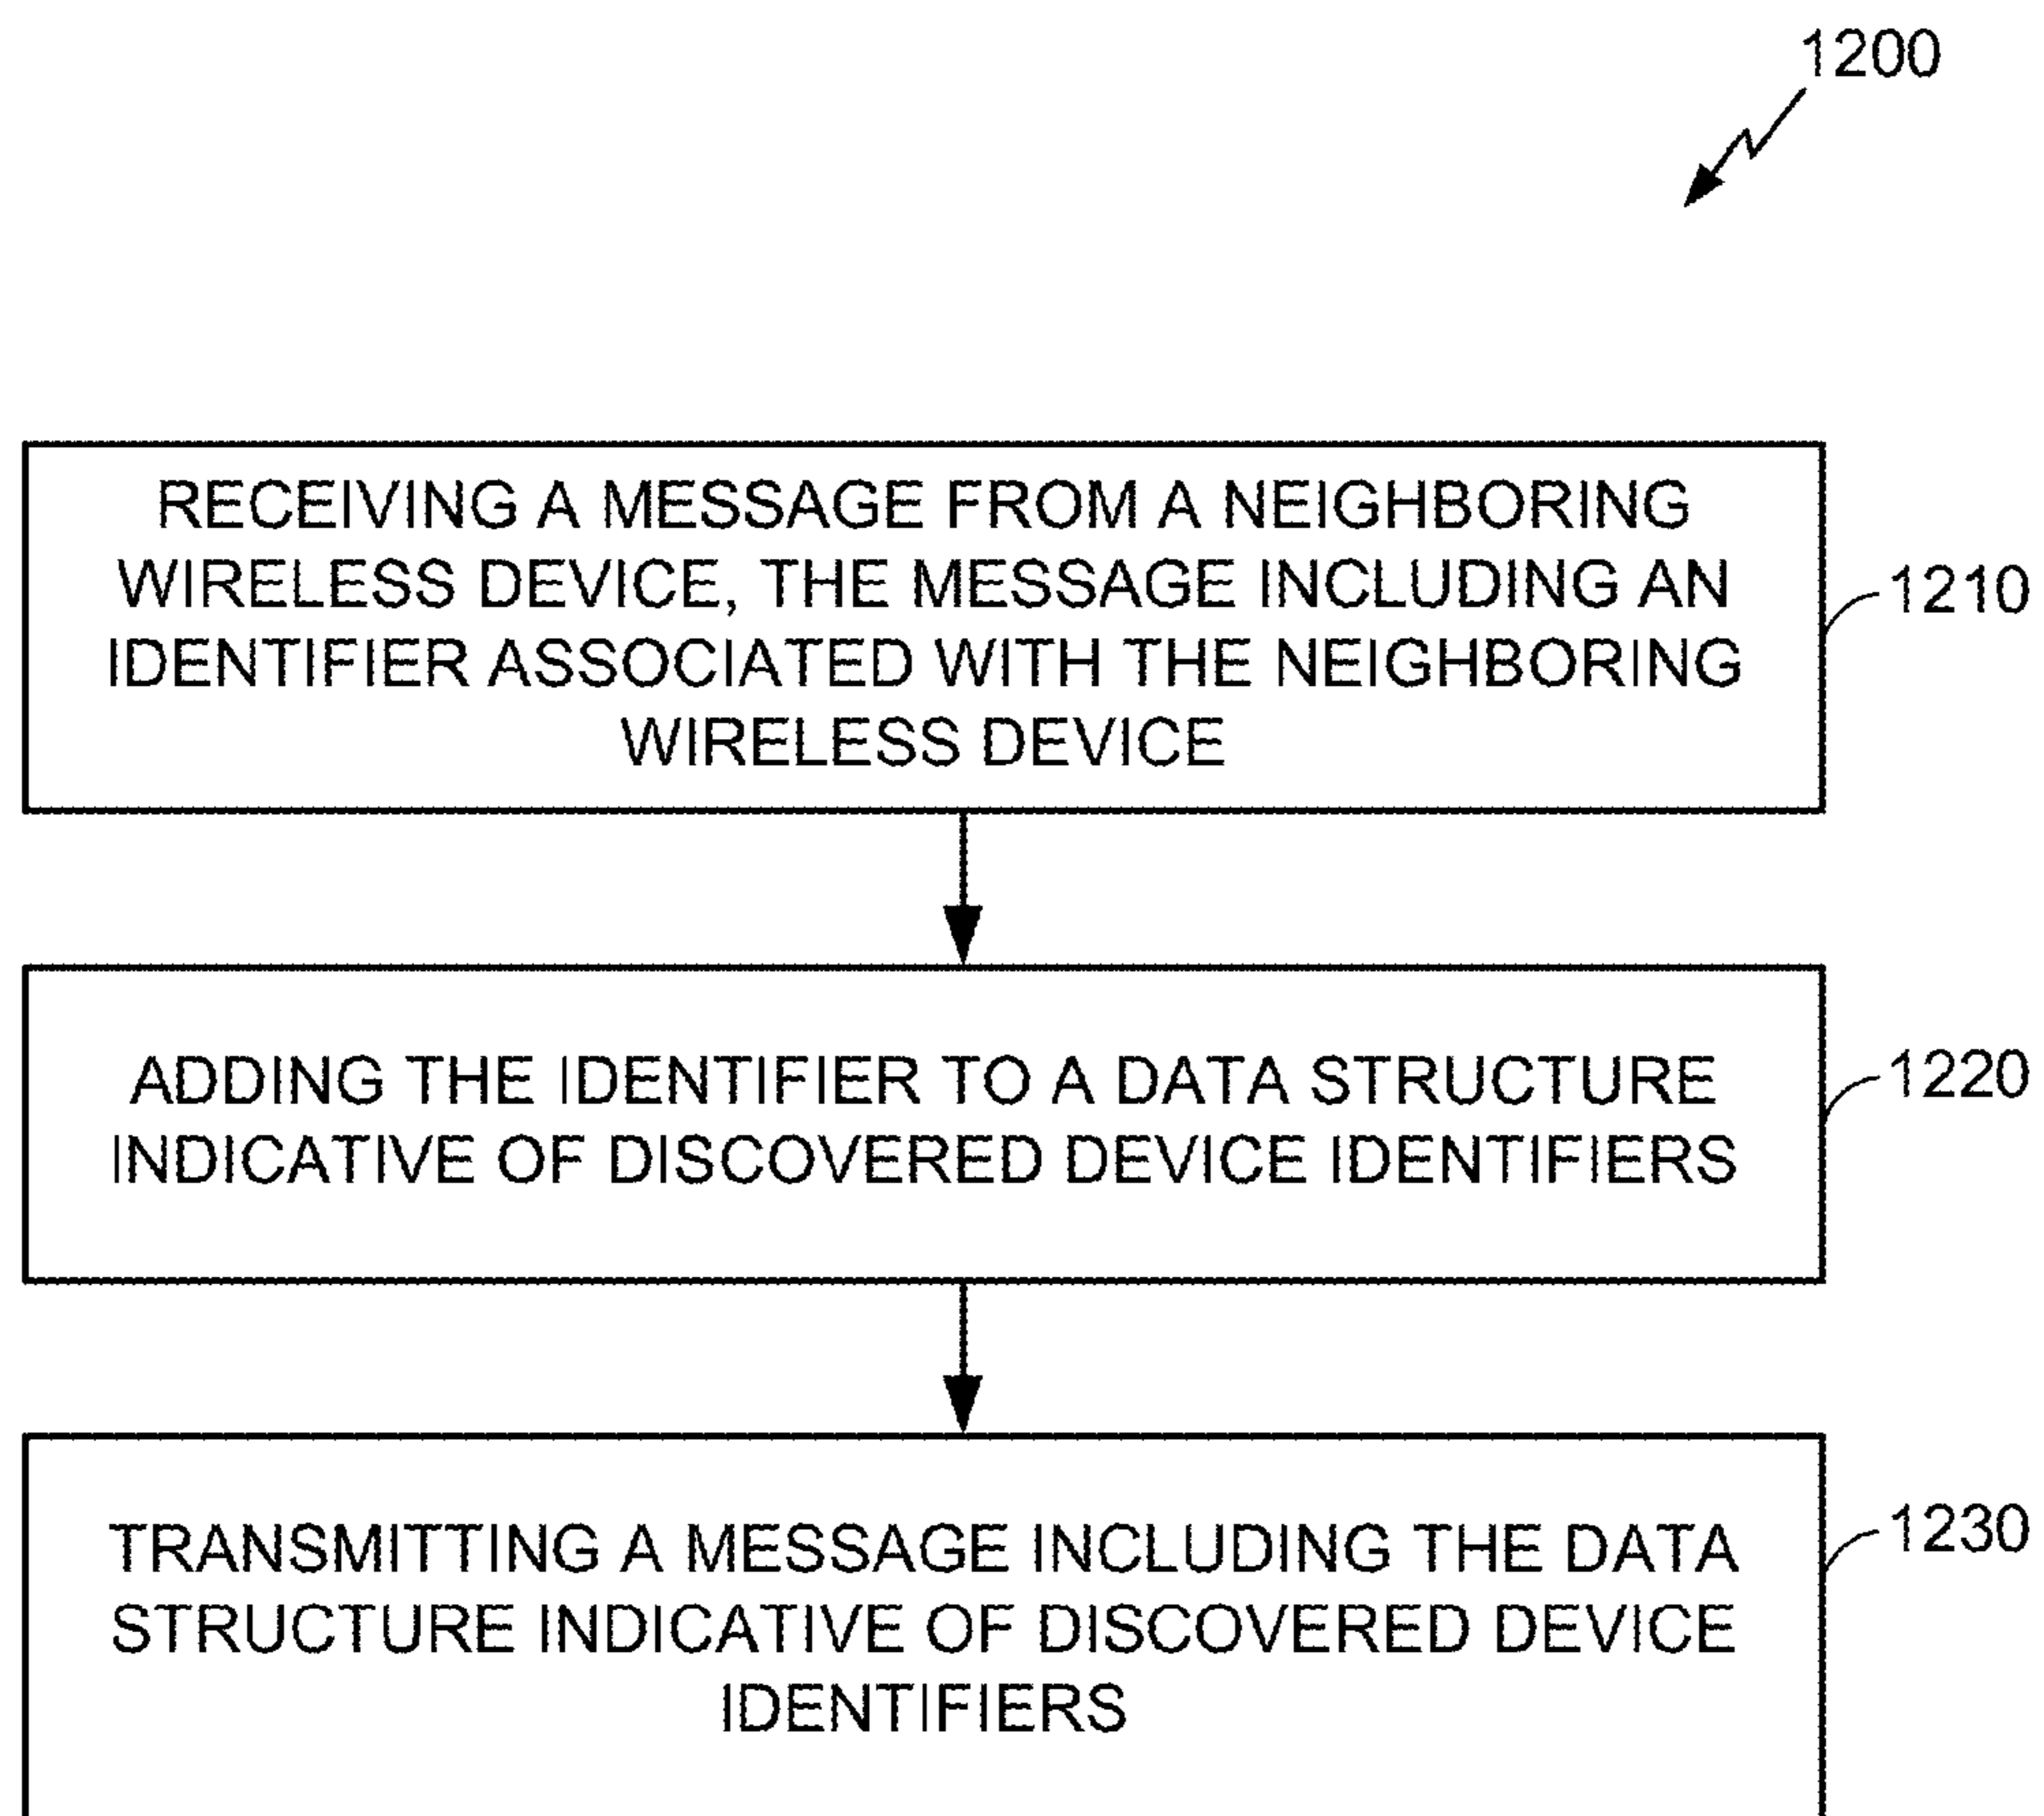 1200
RECEIVING A MESSAGE FROM A NEIGHBORING
WIRELESS DEVICE, THE MESSAGE INCLUDING AN
IDENTIFIER ASSOCIATED WITH THE NEIGHBORING
WIRELESS DEVICE
1210
ADDING THE IDENTIFIER TO A DATA STRUCTURE
INDICATIVE OF DISCOVERED DEVICE IDENTIFIERS
1220
TRANSMITTING A MESSAGE INCLUDING THE DATA
STRUCTURE INDICATIVE OF DISCOVERED DEVICE
IDENTIFIERS
1230